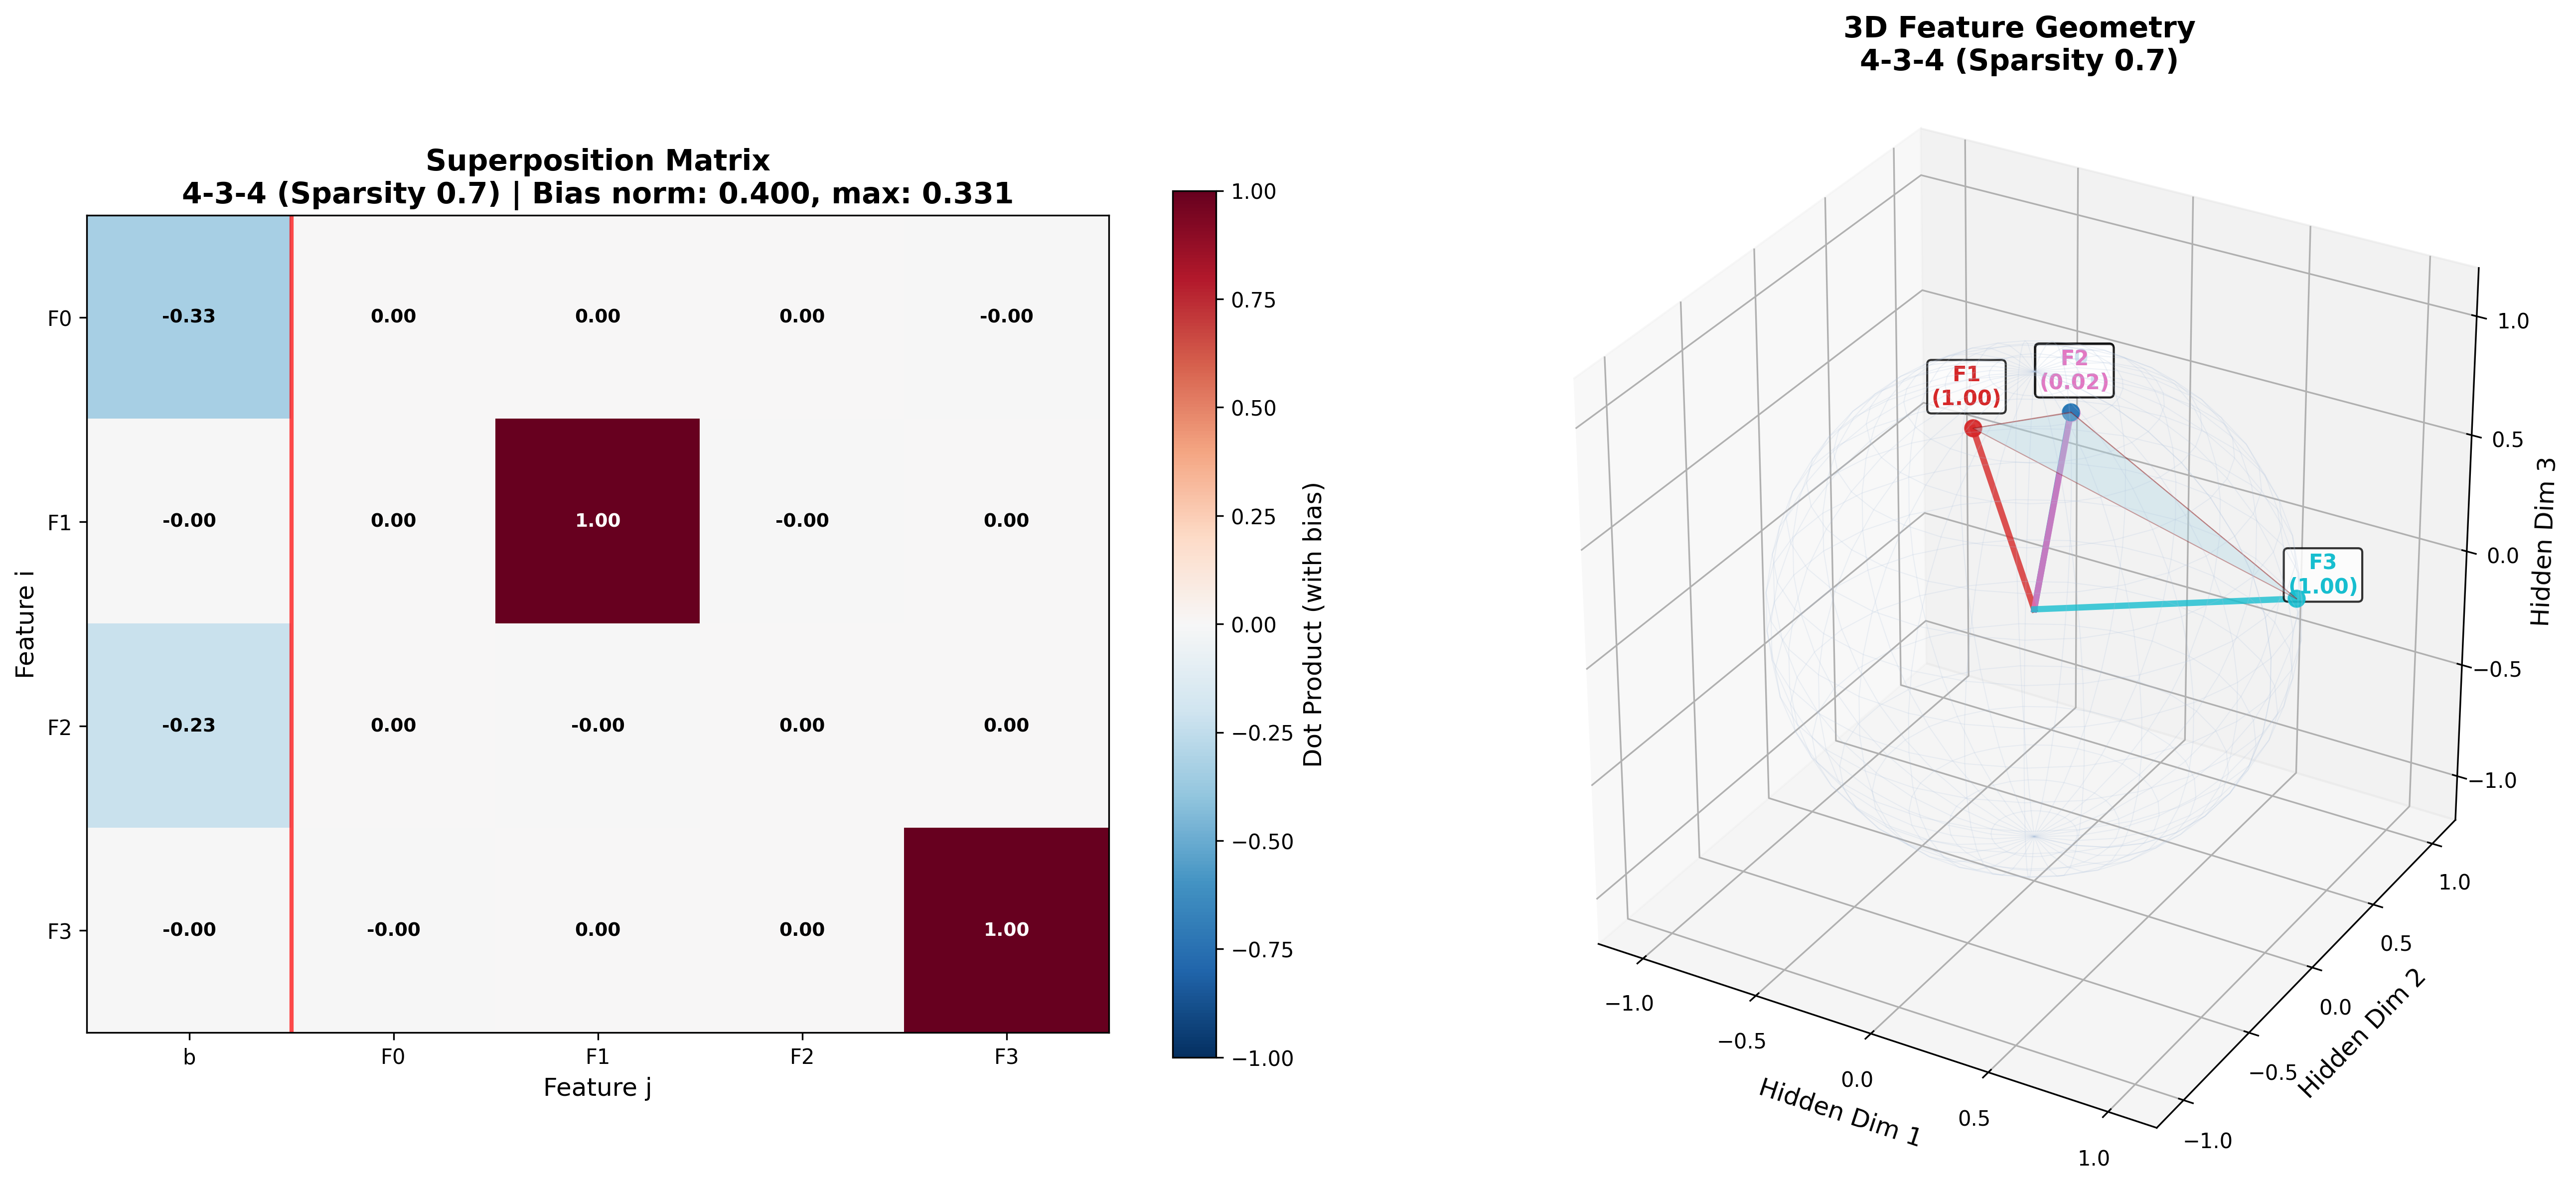 Superposition Matrix
4-3-4 (Sparsity 0.7) | Bias norm: 0.400, max: 0.331
Feature i
F0
-0.33
0.00
0.00
0.00
-0.00
F1
-0.00
0.00
1.00
-0.00
0.00
F2
-0.23
0.00
-0.00
0.00
0.00
F3
-0.00
-0.00
0.00
0.00
1.00
b
F0
F1
F2
F3
Feature j
1.00
0.75
0.50
0.25
0.00
−0.25
−0.50
−0.75
−1.00
Dot Product (with bias)
3D Feature Geometry
4-3-4 (Sparsity 0.7)
F1
(1.00)
F2
(0.02)
F3
(1.00)
1.0
0.5
0.0
−0.5
−1.0
Hidden Dim 3
−1.0
−0.5
0.0
0.5
1.0
Hidden Dim 1
1.0
0.5
0.0
−0.5
−1.0
Hidden Dim 2